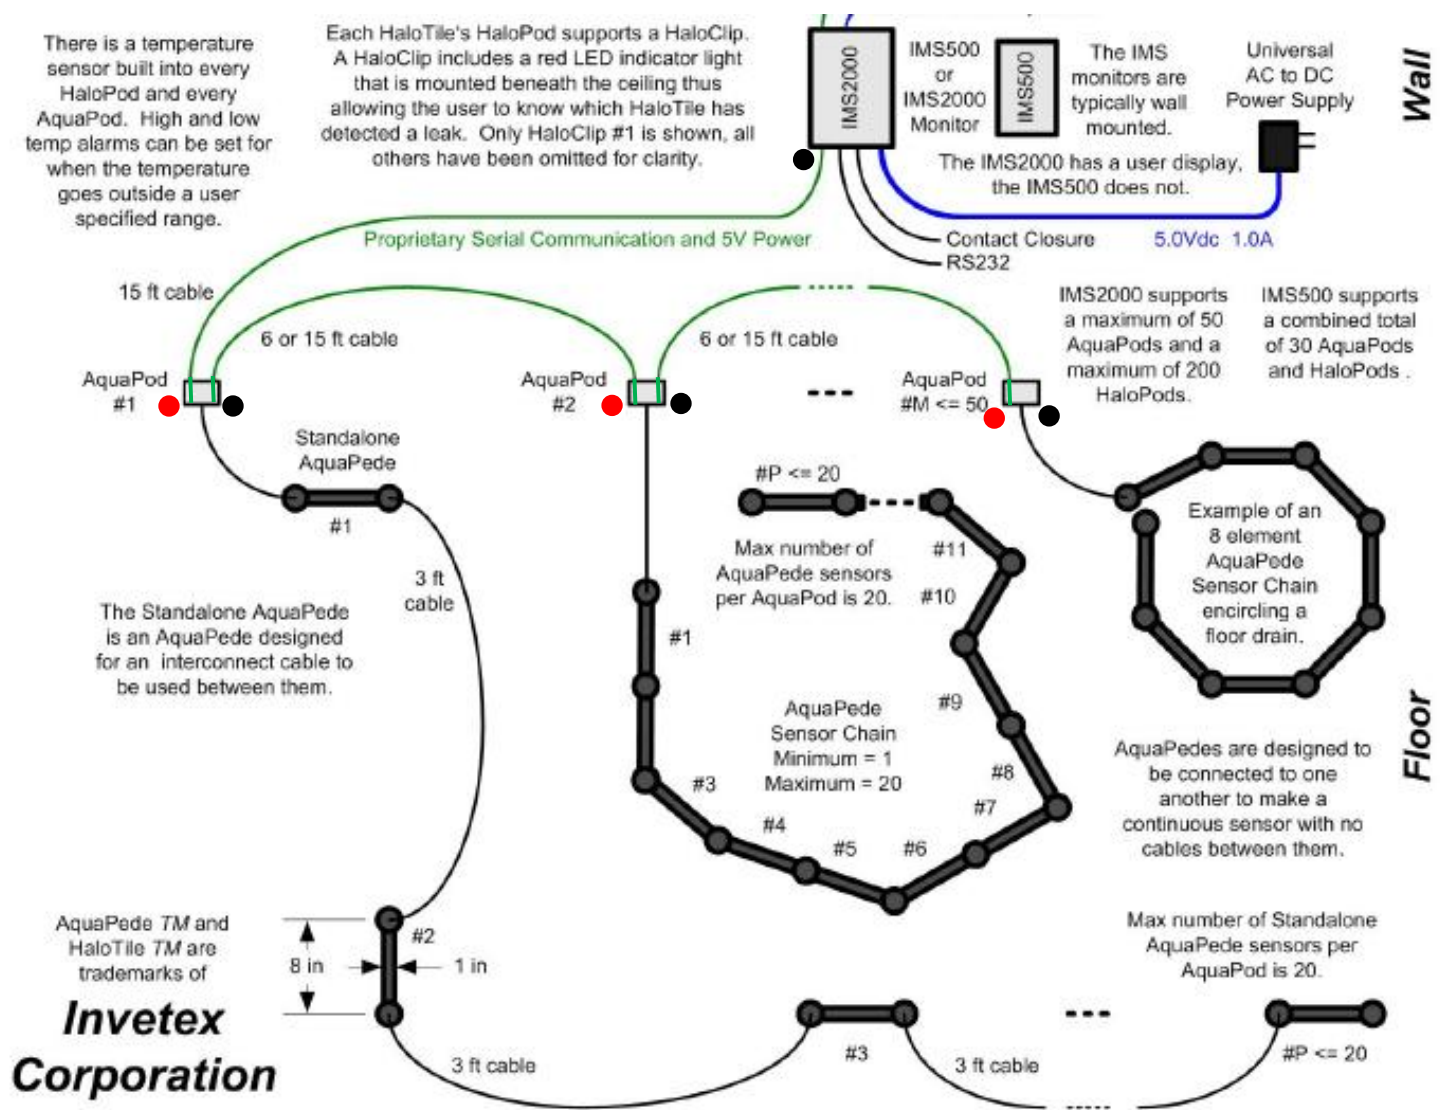 There is a temperature
sensor built into every
HaloPod and every
AquaPod. High and low
temp alarms can be set for
when the temperature
goes outside a user
specified range.
Each HaloTile's HaloPod supports a HaloClip.
A HaloClip includes a red LED indicator light
that is mounted beneath the ceiling thus
allowing the user to know which HaloTile has
detected a leak. Only HaloClip #1 is shown, all
others have been omitted for clarity.
IMS2000
IMS500
or
IMS2000
Monitor
IMS500
The IMS
monitors are
typically wall
mounted.
Universal
AC to DC
Power Supply
Wall
The IMS2000 has a user display,
the IMS500 does not.
Proprietary Serial Communication and 5V Power
Contact Closure
RS232
5.0Vdc 1.0A
15 ft cable
6 or 15 ft cable
6 or 15 ft cable
IMS2000 supports
a maximum of 50
AquaPods and a
maximum of 200
HaloPods.
IMS500 supports
a combined total
of 30 AquaPods
and HaloPods .
AquaPod
#1
AquaPod
#2
AquaPod
#M <= 50
Standalone
AquaPede
#1
3 ft
cable
#P <= 20
Max number of
AquaPede sensors
per AquaPod is 20.
#11
#10
#9
#8
#7
#6
#5
#4
#3
#1
AquaPede
Sensor Chain
Minimum = 1
Maximum = 20
Example of an
8 element
AquaPede
Sensor Chain
encircling a
floor drain.
The Standalone AquaPede
is an AquaPede designed
for an interconnect cable to
be used between them.
Floor
AquaPedes are designed to
be connected to one
another to make a
continuous sensor with no
cables between them.
AquaPede TM and
HaloTile TM are
trademarks of
Invetex
Corporation
8 in
#2
1 in
Max number of Standalone
AquaPede sensors per
AquaPod is 20.
3 ft cable
#3
3 ft cable
#P <= 20